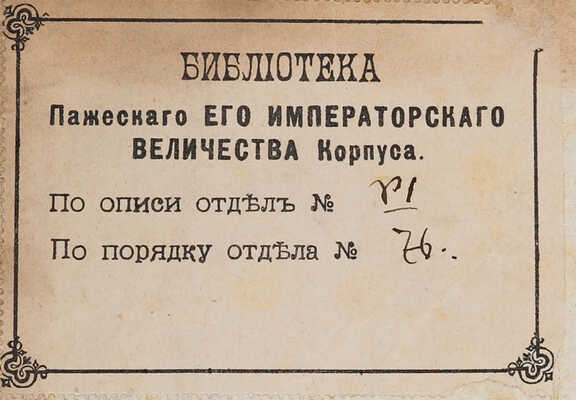 БИБЛІОТЕКА
Пажескаго ЕГО ИМПЕРАТОРСКАГО
ВЕЛИЧЕСТВА Корпуса.
По описи отдѣлъ № VI
По порядку отдѣла № 76.